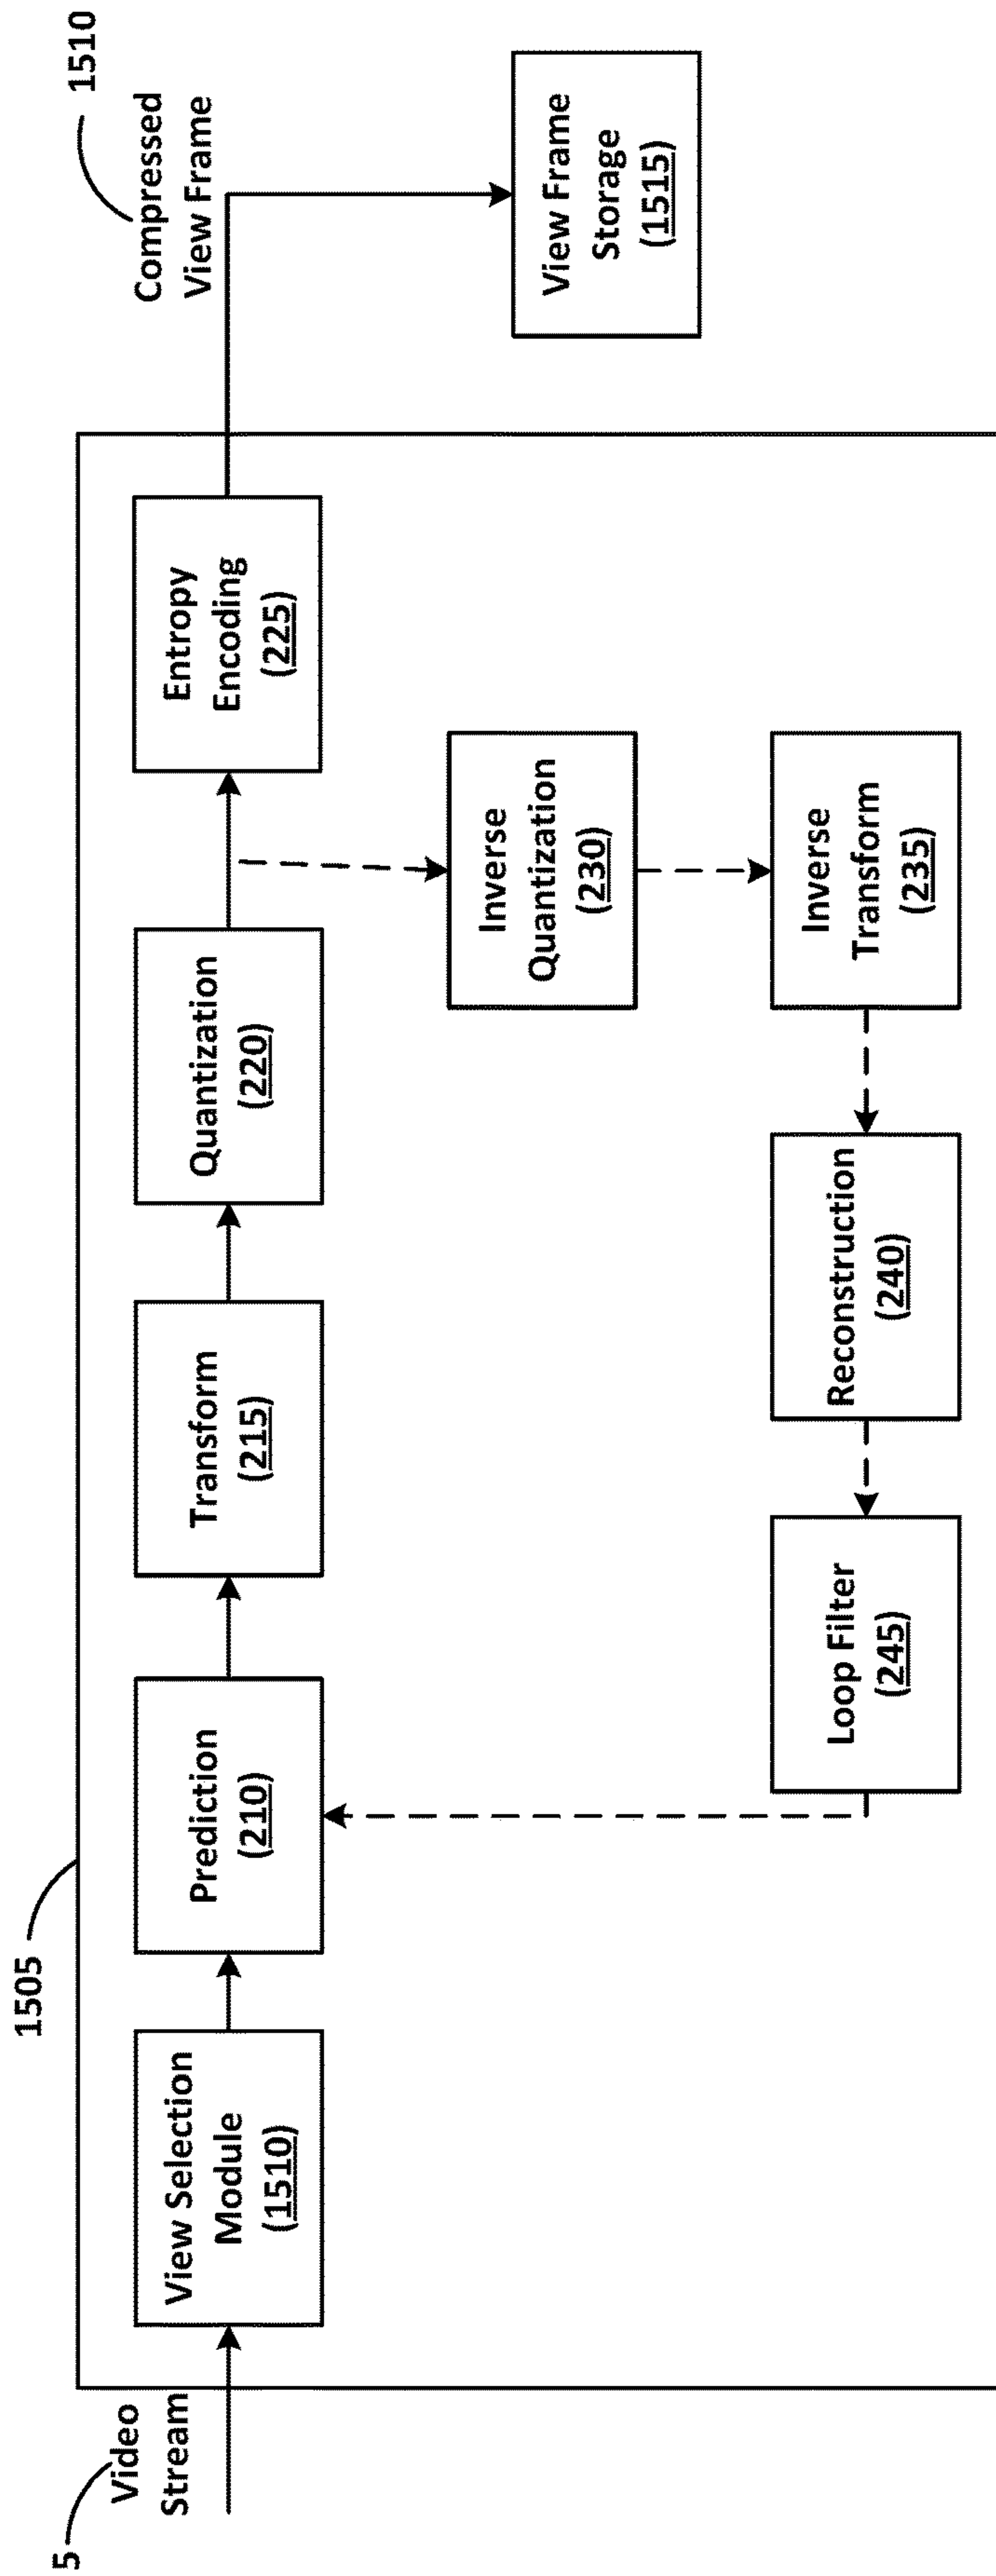 1505
5
Video
Stream
View Selection
Module
(1510)
Prediction
(210)
Transform
(215)
Quantization
(220)
Entropy
Encoding
(225)
Compressed
View Frame
1510
View Frame
Storage
(1515)
Inverse
Quantization
(230)
Inverse
Transform
(235)
Reconstruction
(240)
Loop Filter
(245)